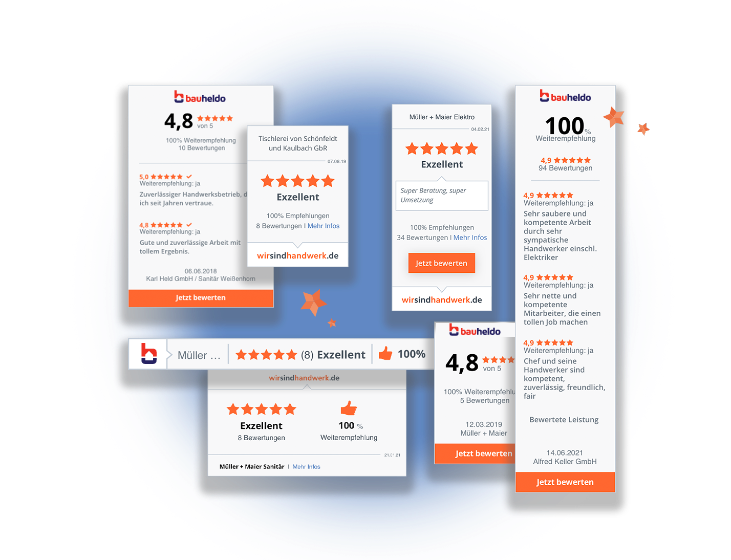 bauheldo
4,8
von 5
100% Weiterempfehlung
10 Bewertungen
5,0
Weiterempfehlung: ja
Zuverlässiger Handwerksbetrieb, d
ich seit Jahren vertraue.
4,8
Weiterempfehlung: ja
Gute und zuverlässige Arbeit mit
tollem Ergebnis.
06.06.2018
Karl Held GmbH / Sanitär Weißenhorn
Jetzt bewerten
Tischlerei von Schönfeldt
und Kaulbach GbR
07.06.19
Exzellent
100% Empfehlungen
8 Bewertungen I Mehr Infos
wirsindhandwerk.de
Müller + Maier Elektro
04.03.21
Exzellent
Super Beratung, super
Umsetzung
100% Empfehlungen
34 Bewertungen I Mehr Infos
Jetzt bewerten
wirsindhandwerk.de
bauheldo
100%
Weiterempfehlung
4,9
94 Bewertungen
4,9
Weiterempfehlung: ja
Sehr saubere und
kompetente Arbeit
durch sehr
sympatische
Handwerker einschl.
Elektriker
4,9
Weiterempfehlung: ja
Sehr nette und
kompetente
Mitarbeiter, die einen
tollen Job machen
4,9
Weiterempfehlung: ja
Chef und seine
Handwerker sind
kompetent,
zuverlässig, freundlich,
fair
Bewertete Leistung
14.06.2021
Alfred Keller GmbH
Jetzt bewerten
Müller ... (8) Exzellent 100%
wirsindhandwerk.de
Exzellent
8 Bewertungen
100 %
Weiterempfehlung
Müller + Maier Sanitär I Mehr Infos
bauheldo
4,8
von 5
100% Weiterempfehlu
5 Bewertungen
12.03.2019
Müller + Maier
Jetzt bewerten